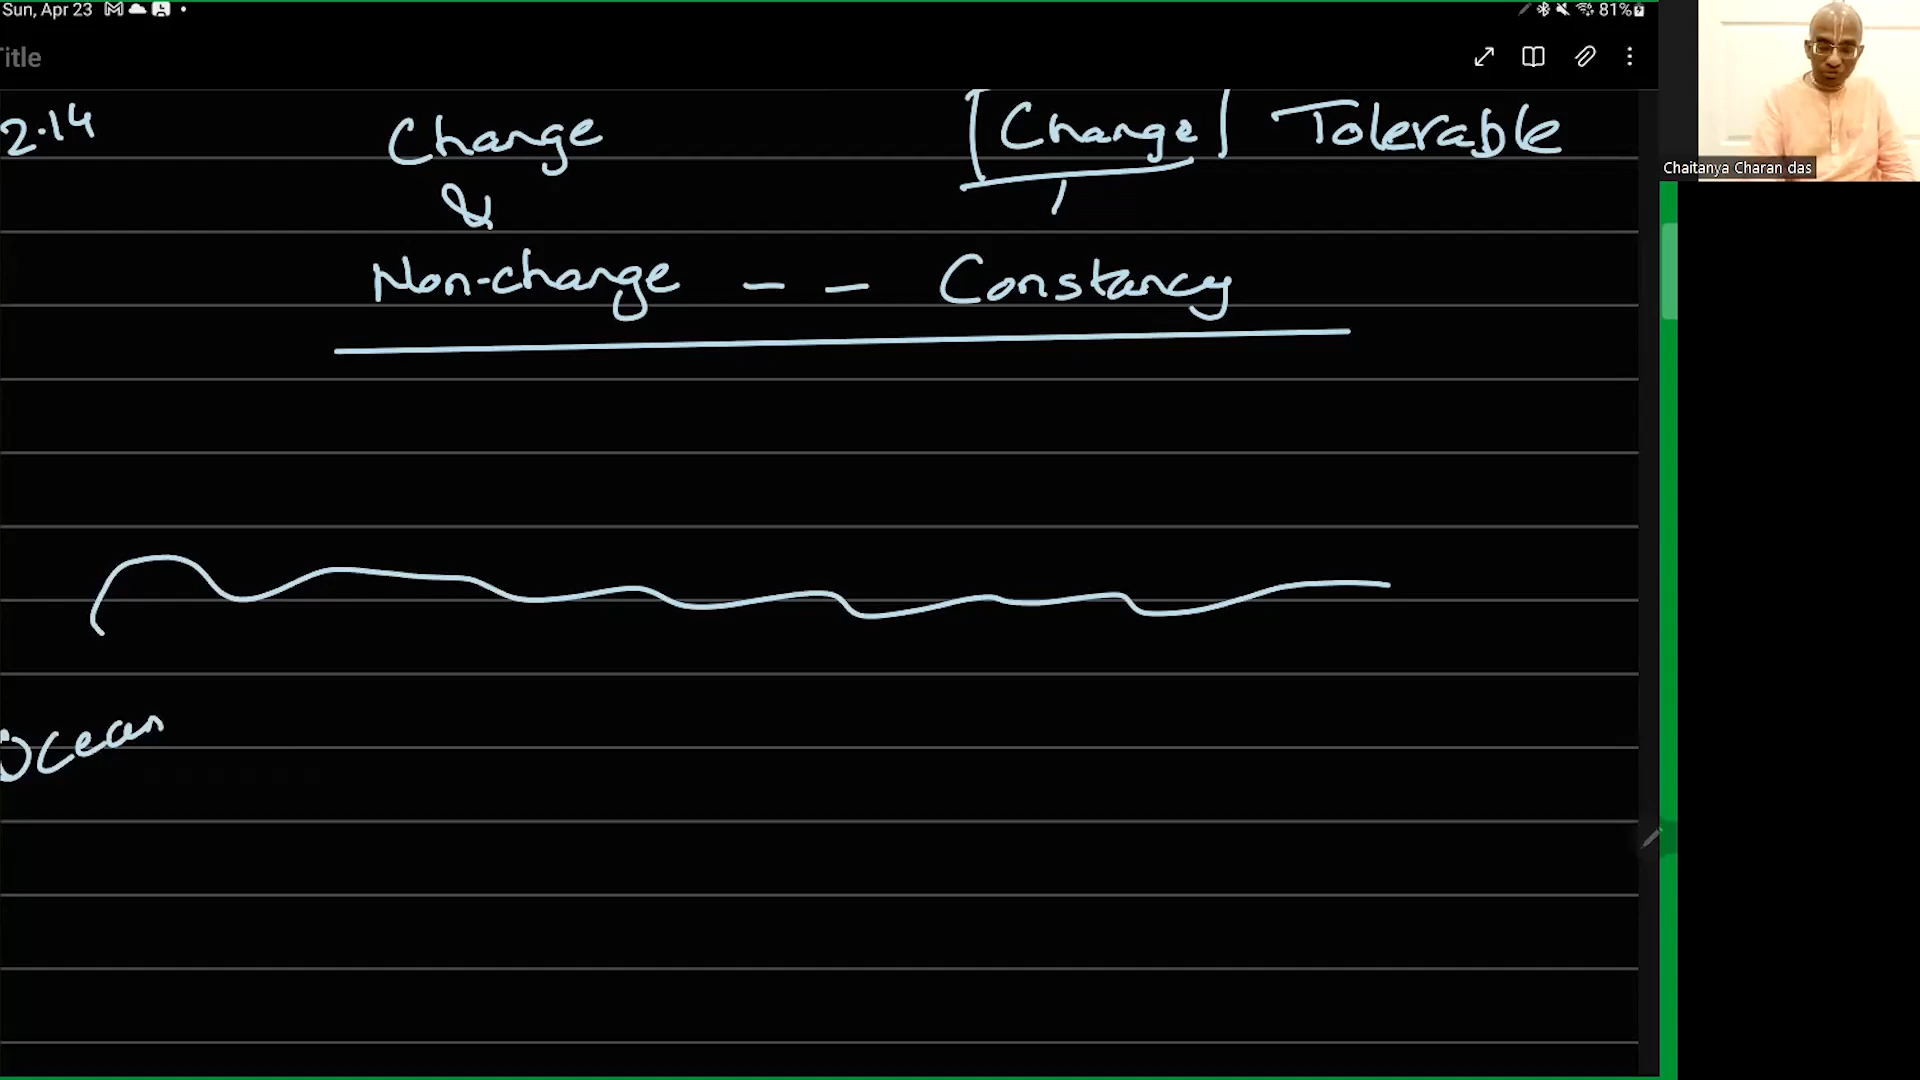 Sun, Apr 23
81%
Title
2.14 Change [Change] Tolerable
Chaitanya Charan das
&
Non-change - - Constancy
Ocean